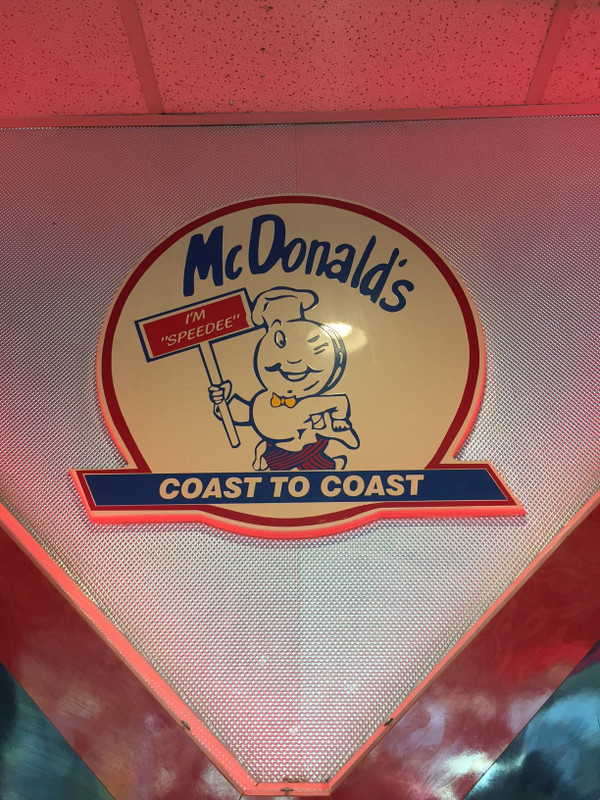 McDonald's
I'M
"SPEEDEE"
COAST TO COAST